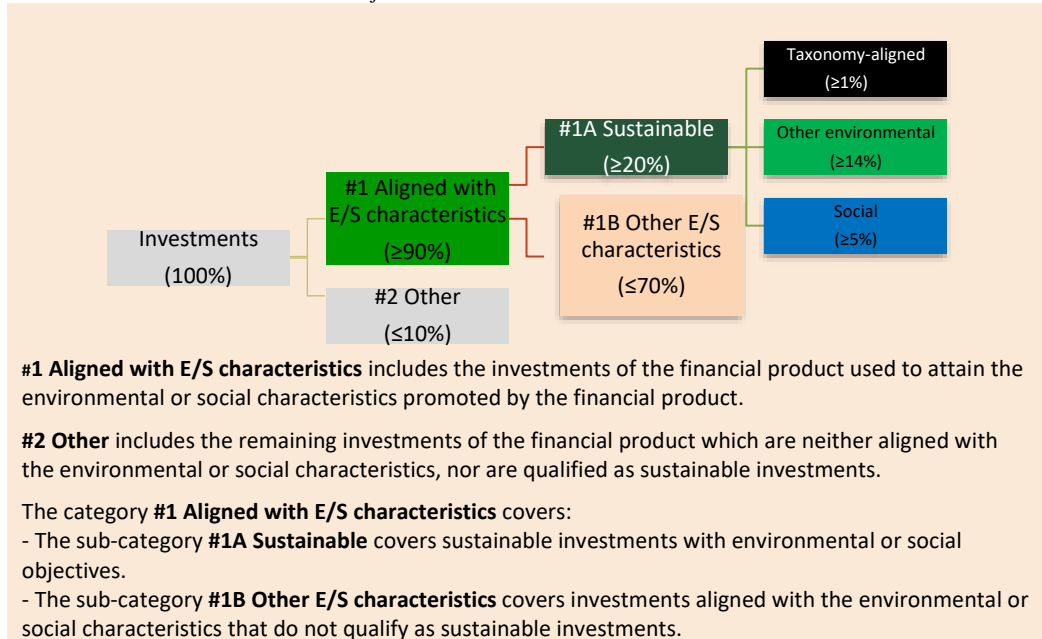 Taxonomy-aligned
(≥1%)
#1A Sustainable
(≥20%)
Other environmental
(≥14%)
#1 Aligned with
E/S characteristics
(≥90%)
#1B Other E/S
characteristics
(≤70%)
Social
(≥5%)
Investments
(100%)
#2 Other
(≤10%)
#1 Aligned with E/S characteristics includes the investments of the financial product used to attain the
environmental or social characteristics promoted by the financial product.
#2 Other includes the remaining investments of the financial product which are neither aligned with
the environmental or social characteristics, nor are qualified as sustainable investments.
The category #1 Aligned with E/S characteristics covers:
- The sub-category #1A Sustainable covers sustainable investments with environmental or social
objectives.
- The sub-category #1B Other E/S characteristics covers investments aligned with the environmental or
social characteristics that do not qualify as sustainable investments.